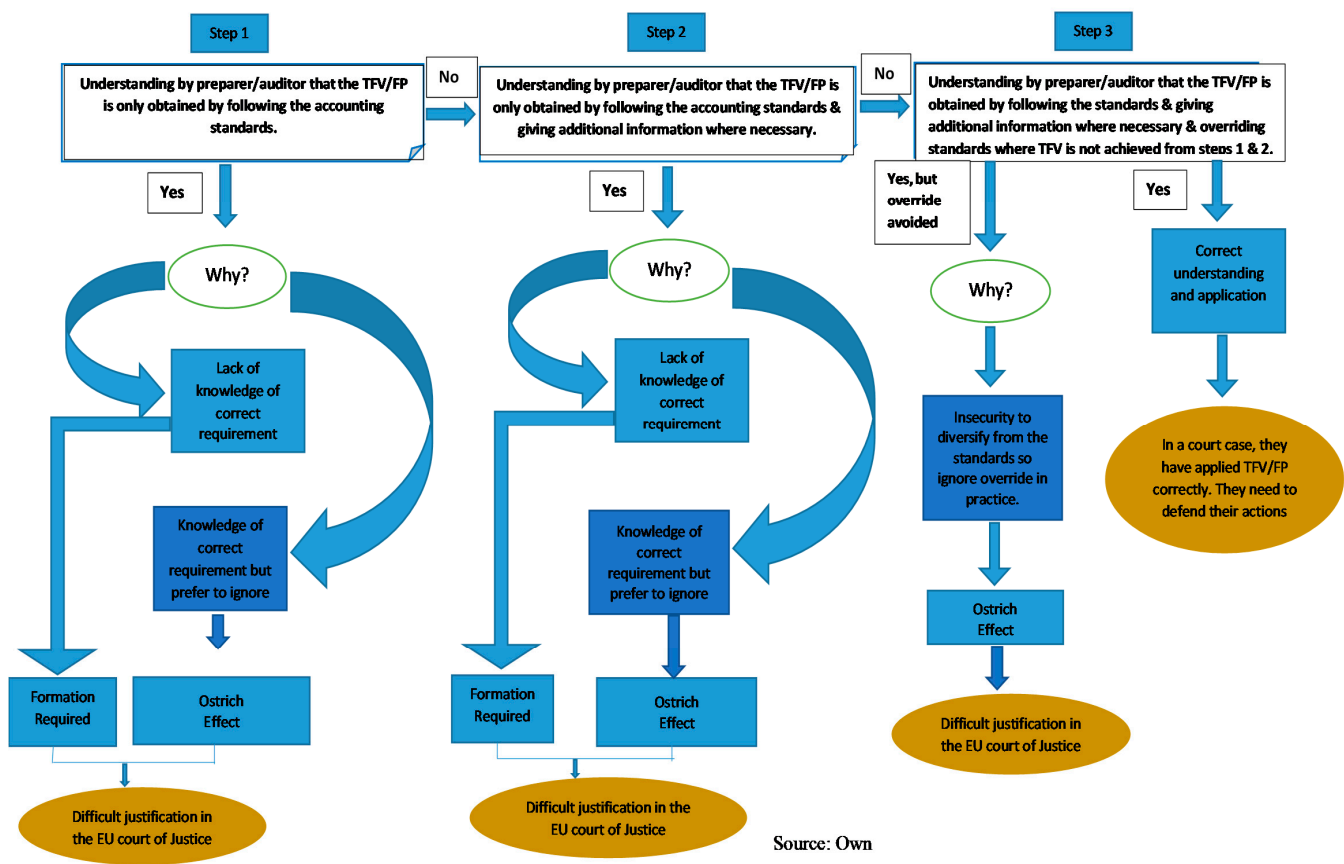 Step 1
Step 2
Step 3
Understanding by preparer/auditor that the TFV/FP
is only obtained by following the accounting
standards.
No
Understanding by preparer/auditor that the TFV/FP is
only obtained by following the accounting standards &
giving additional information where necessary.
No
Understanding by preparer/auditor that the TFV/FP is
obtained by following the standards & giving
additional information where necessary & overriding
standards where TFV is not achieved from steps 1 & 2.
Yes
Yes
Yes, but
override
avoided
Yes
Why?
Why?
Why?
Correct
understanding
and application
Lack of
knowledge of
correct
requirement
Lack of
knowledge of
correct
requirement
Insecurity to
diversify from the
standards so
ignore override in
practice.
In a court case, they
have applied TFV/FP
correctly. They need to
defend their actions
Knowledge of
correct
requirement but
prefer to ignore
Knowledge of
correct
requirement but
prefer to ignore
Ostrich
Effect
Formation
Required
Ostrich
Effect
Formation
Required
Ostrich
Effect
Difficult justification in
the EU court of Justice
Difficult justification in
the EU court of Justice
Difficult justification in the
EU court of Justice
Source: Own